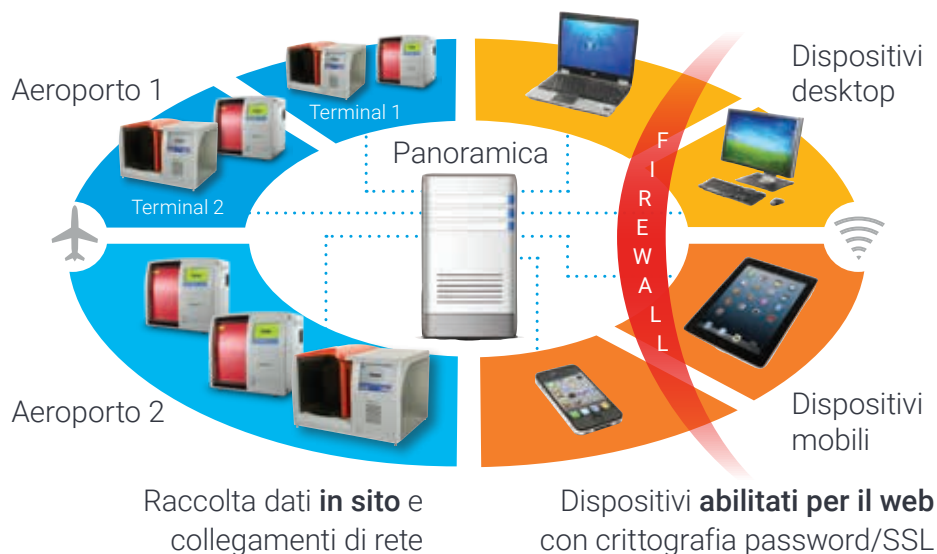 Aeroporto 1
Terminal 1
Terminal 2
Panoramica
Dispositivi
desktop
FIREWALL
Aeroporto 2
Dispositivi
mobili
Raccolta dati in sito e
collegamenti di rete
Dispositivi abilitati per il web
con crittografia password/SSL